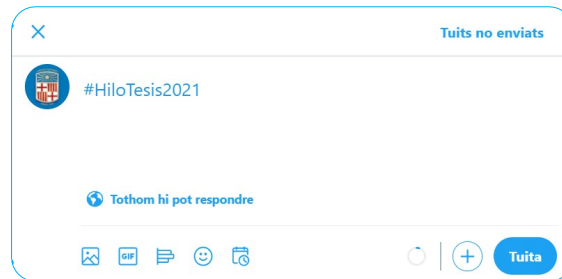 Tuits no enviats
#HiloTesis2021
Tothom hi pot respondre
GIF
Tuita